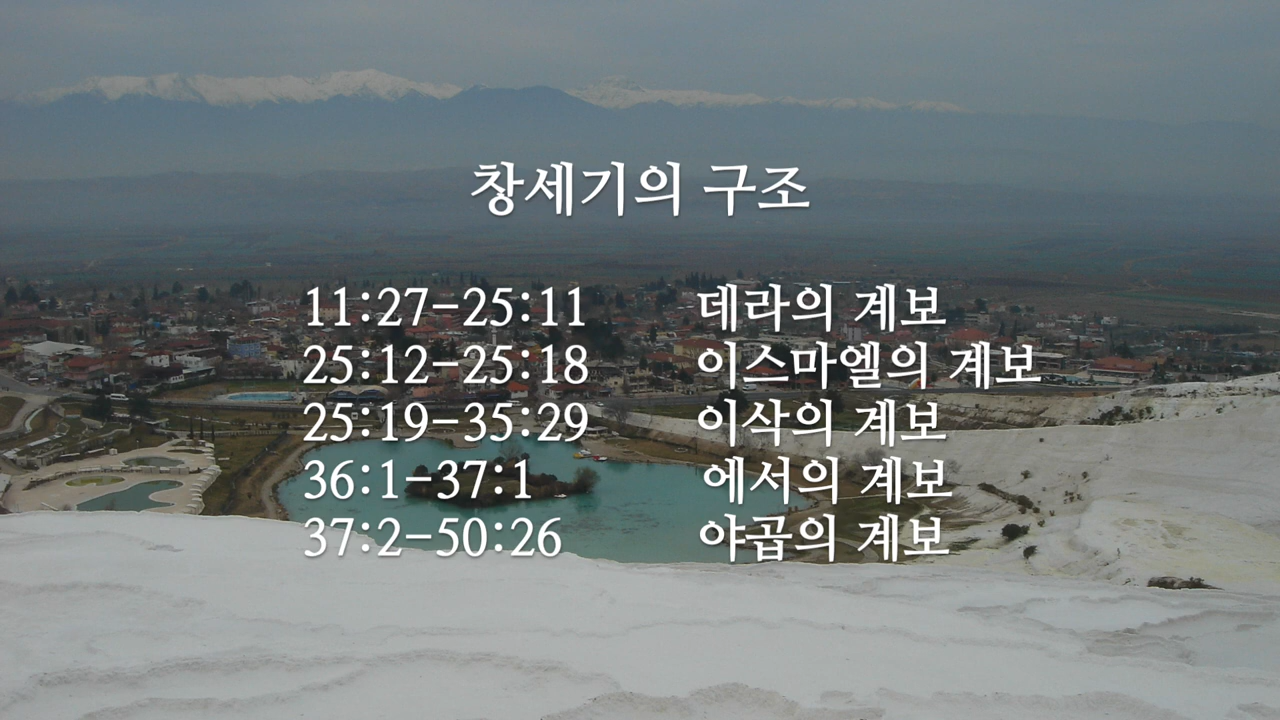 창세기의 구조
11:27-25:11 데라의 계보
25:12-25:18 이스마엘의 계보
25:19-35:29 이삭의 계보
36:1-37:1 에서의 계보
37:2-50:26 야곱의 계보